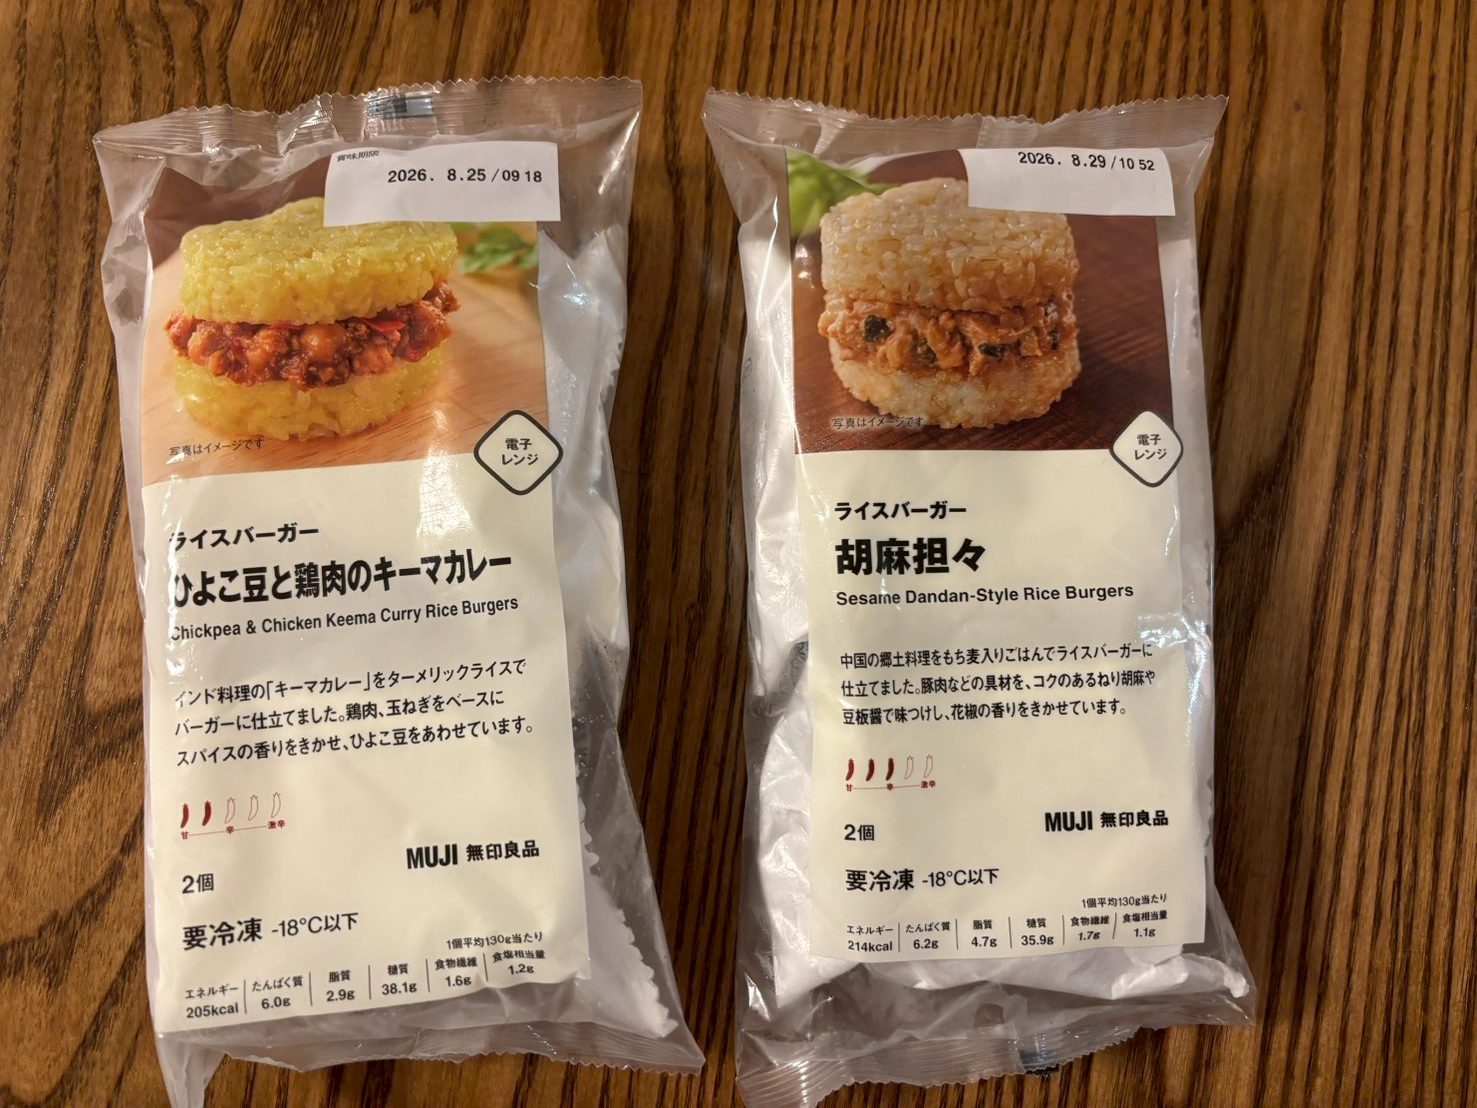 賞味期限
2026. 8.25 / 09 18
写真はイメージです
電子
レンジ
ライスバーガー
ひよこ豆と鶏肉のキーマカレー
Chickpea & Chicken Keema Curry Rice Burgers
インド料理の「キーマカレー」をターメリックライスで
バーガーに仕立てました。鶏肉、玉ねぎをベースに
スパイスの香りをきかせ、ひよこ豆をあわせています。
甘 辛 激辛
MUJI 無印良品
2個
要冷凍 -18℃以下
1個平均130g当たり
エネルギー たんぱく質 脂質 糖質 食物繊維 食塩相当量
205kcal 6.0g 2.9g 38.1g 1.6g 1.2g
2026. 8.29 / 10 52
写真はイメージです
電子
レンジ
ライスバーガー
胡麻担々
Sesame Dandan-Style Rice Burgers
中国の郷土料理をもち麦入りごはんでライスバーガーに
仕立てました。豚肉などの具材を、コクのあるねり胡麻や
豆板醤で味つけし、花椒の香りをきかせています。
甘 辛 激辛
MUJI 無印良品
2個
要冷凍 -18℃以下
1個平均130g当たり
エネルギー たんぱく質 脂質 糖質 食物繊維 食塩相当量
214kcal 6.2g 4.7g 35.9g 1.7g 1.1g